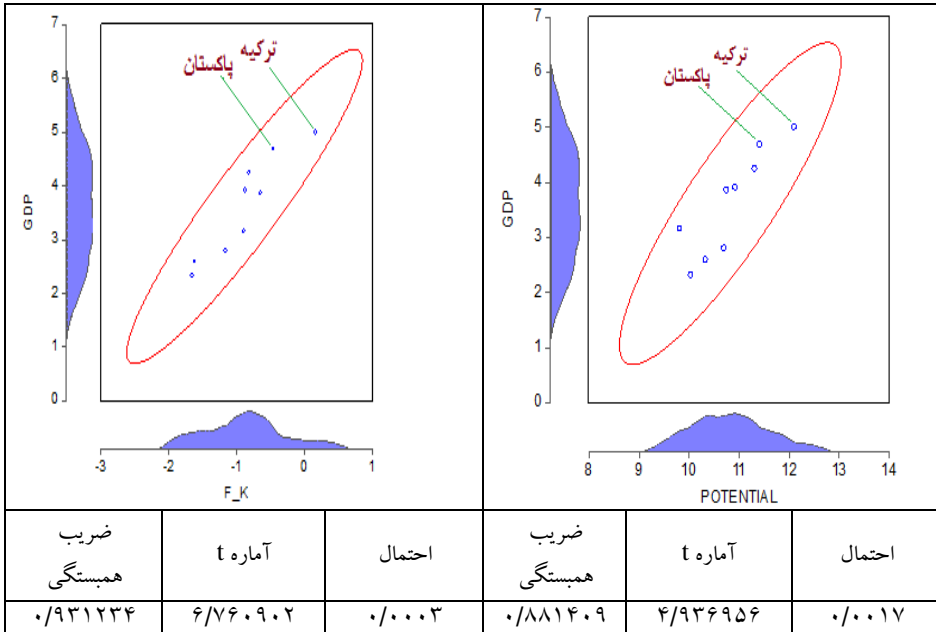 7
6
5
4
3
2
1
0
GDP
پاکستان
ترکیه
-3 -2 -1 0 1
F_K
7
6
5
4
3
2
1
0
GDP
پاکستان
ترکیه
8 9 10 11 12 13 14
POTENTIAL
ضریب همبستگی
آماره t
احتمال
ضریب همبستگی
آماره t
احتمال
۰/۹۳۱۲۳۴
۶/۷۶۰۹۰۲
۰/۰۰۰۳
۰/۸۸۱۴۰۹
۴/۹۳۶۹۵۶
۰/۰۰۱۷